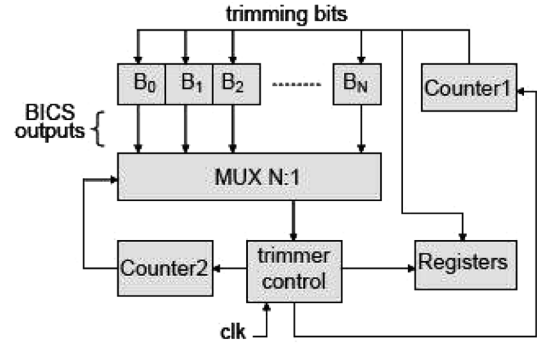 trimming bits
B0 B1 B2 -------- BN
Counter1
BICS
outputs
MUX N:1
Counter2
trimmer
control
Registers
clk